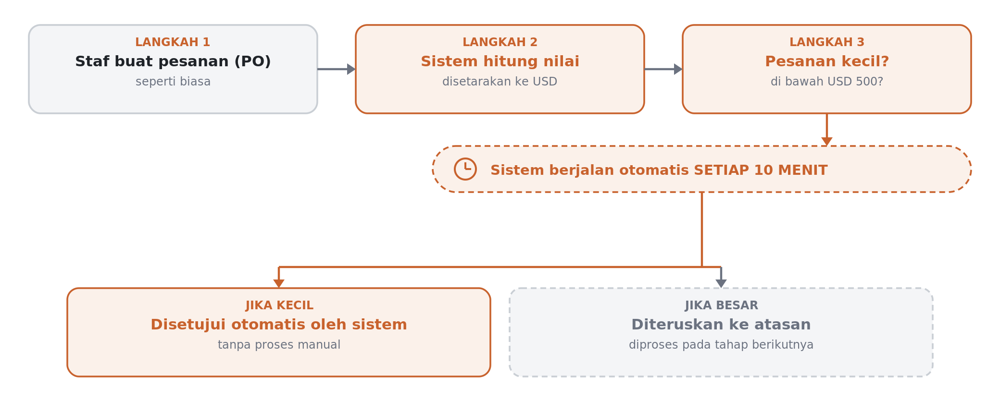 LANGKAH 1
Staf buat pesanan (PO)
seperti biasa
LANGKAH 2
Sistem hitung nilai
disetarakan ke USD
LANGKAH 3
Pesanan kecil?
di bawah USD 500?
Sistem berjalan otomatis SETIAP 10 MENIT
JIKA KECIL
Disetujui otomatis oleh sistem
tanpa proses manual
JIKA BESAR
Diteruskan ke atasan
diproses pada tahap berikutnya